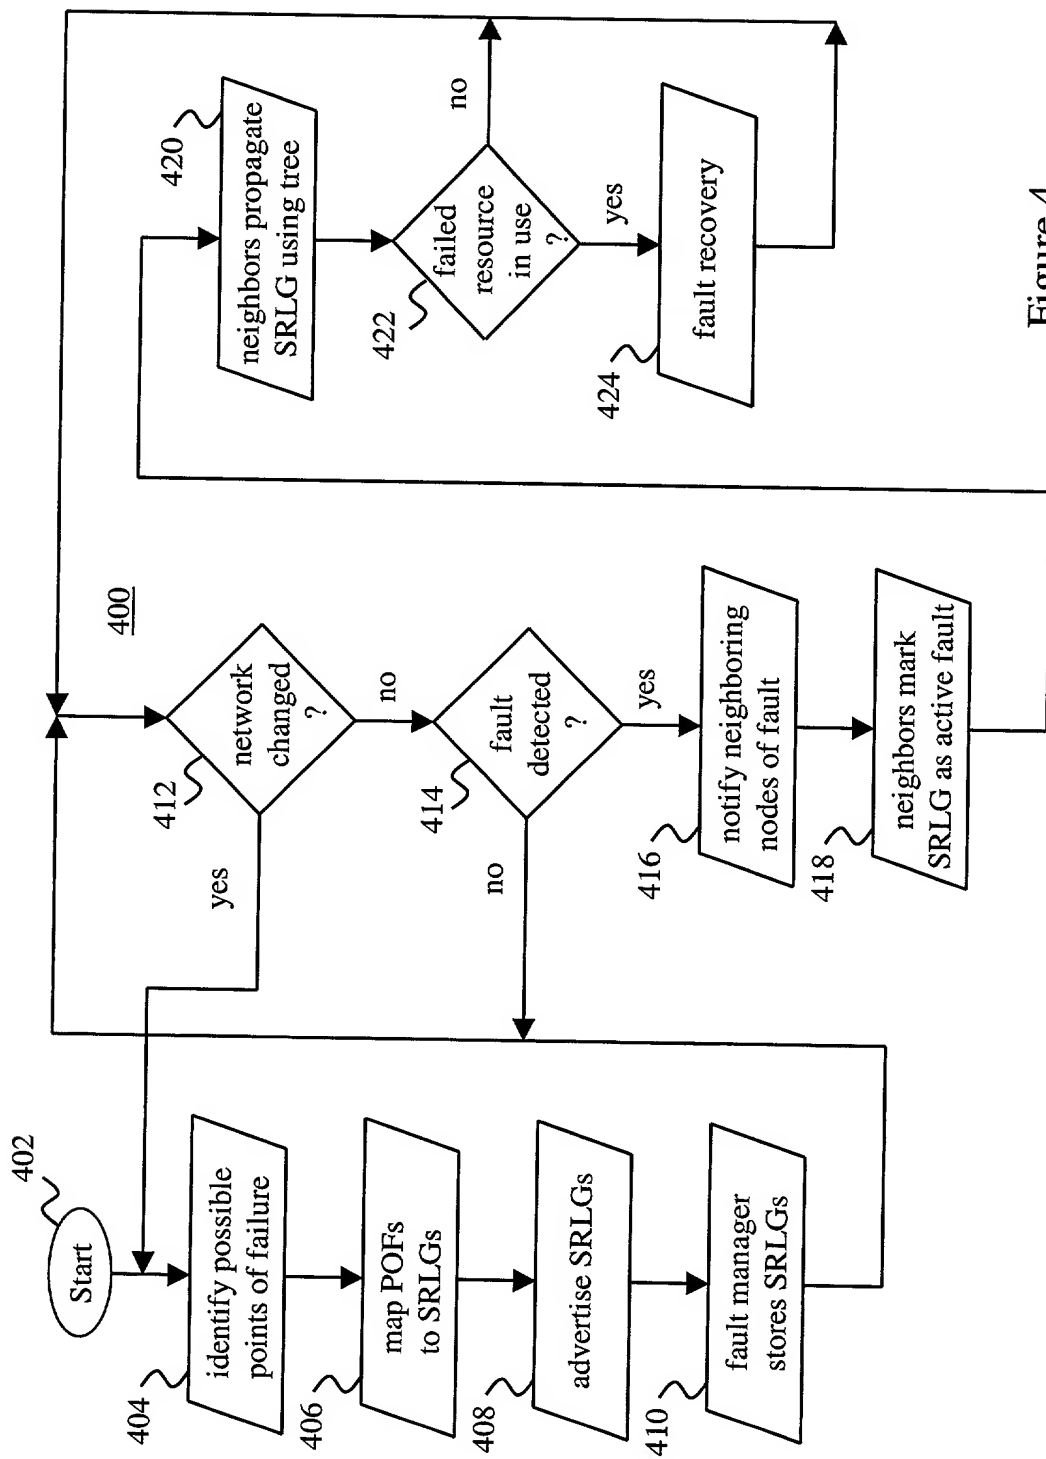 400
402
Start
404
identify possible
points of failure
406
map POFs
to SRLGs
408
advertise SRLGs
410
fault manager
stores SRLGs
412
network
changed
?
yes
no
414
fault
detected
?
no
yes
416
notify neighboring
nodes of fault
418
neighbors mark
SRLG as active fault
420
neighbors propagate
SRLG using tree
422
failed
resource
in use
?
no
yes
424
fault recovery
Figure 4